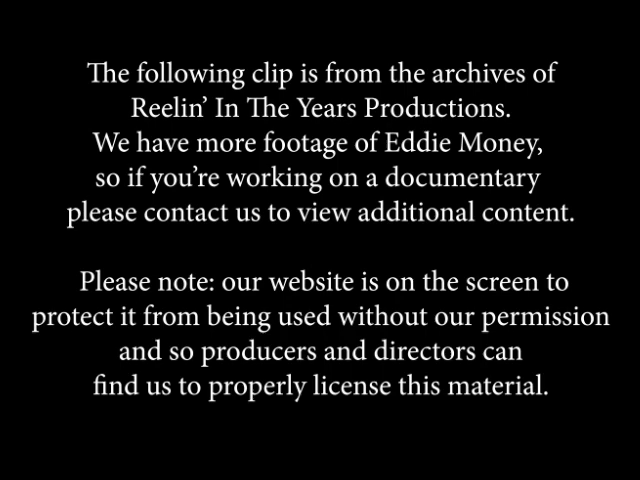 The following clip is from the archives of
Reelin’ In The Years Productions.
We have more footage of Eddie Money,
so if you’re working on a documentary
please contact us to view additional content.
Please note: our website is on the screen to
protect it from being used without our permission
and so producers and directors can
find us to properly license this material.